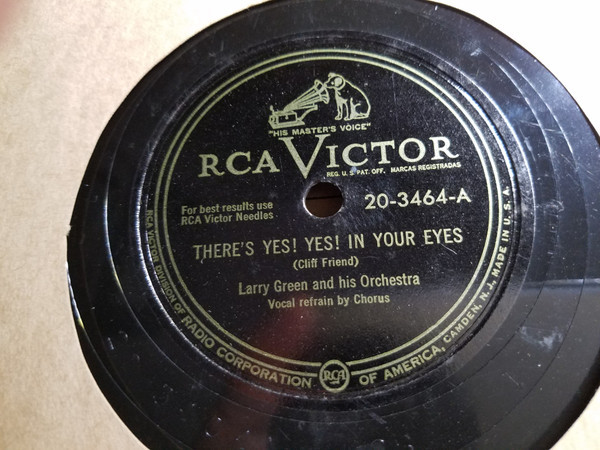 "HIS MASTER'S VOICE"
RCA VICTOR
REG. U. S. PAT. OFF. MARCAS REGISTRADAS
For best results use
RCA Victor Needles
20-3464-A
THERE'S YES! YES! IN YOUR EYES
(Cliff Friend)
Larry Green and his Orchestra
Vocal refrain by Chorus
RCA VICTOR DIVISION OF RADIO CORPORATION OF AMERICA, CAMDEN, N. J. MADE IN U. S. A.
RCA